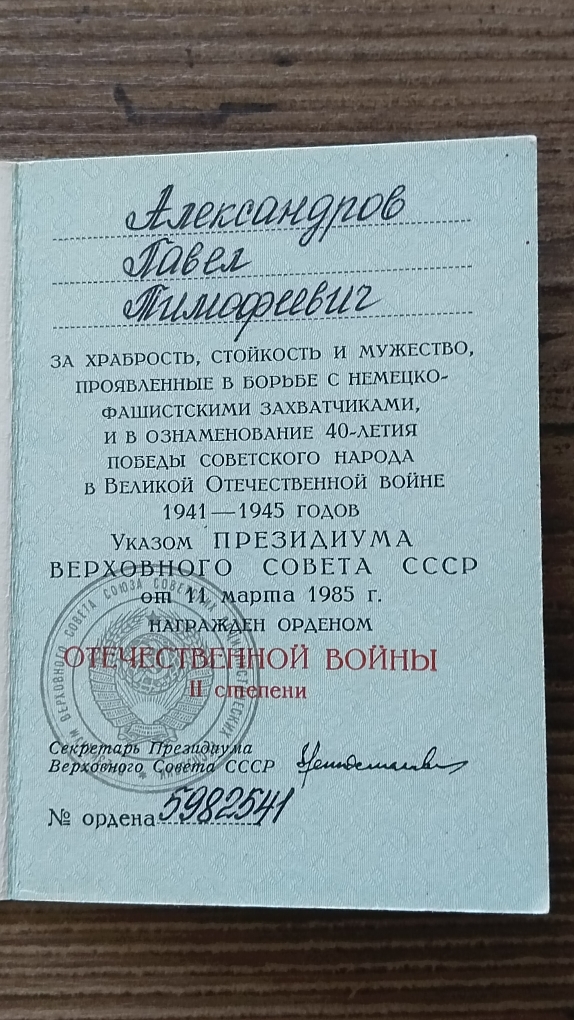 Александров
Павел
Тимофеевич
За храбрость, стойкость и мужество,
проявленные в борьбе с немецко-
фашистскими захватчиками,
и в ознаменование 40-летия
победы советского народа
в Великой Отечественной войне
1941—1945 годов
Указом ПРЕЗИДИУМА
ВЕРХОВНОГО СОВЕТА СССР
от 11 марта 1985 г.
награжден орденом
ОТЕЧЕСТВЕННОЙ ВОЙНЫ
II степени
Секретарь Президиума
Верховного Совета СССР
№ ордена 5982541